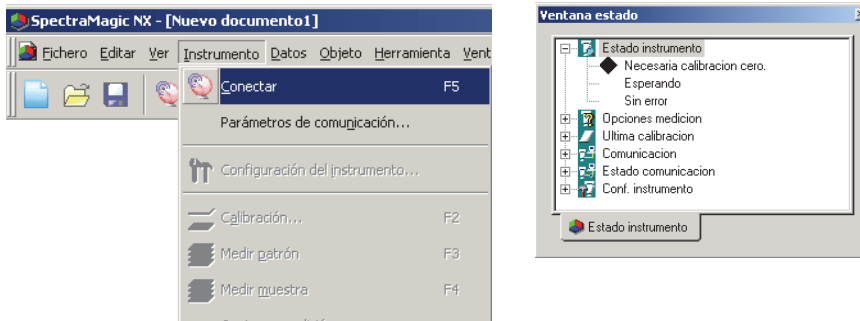 SpectraMagic NX - [Nuevo documento1]
Fichero Editar Ver Instrumento Datos Objeto Herramienta Vent
Conectar F5
Parámetros de comunicación...
Configuración del instrumento...
Calibración... F2
Medir patrón F3
Medir muestra F4
Ventana estado
Estado instrumento
Necesaria calibracion cero.
Esperando
Sin error
Opciones medicion
Ultima calibracion
Comunicacion
Estado comunicacion
Conf. instrumento
Estado instrumento